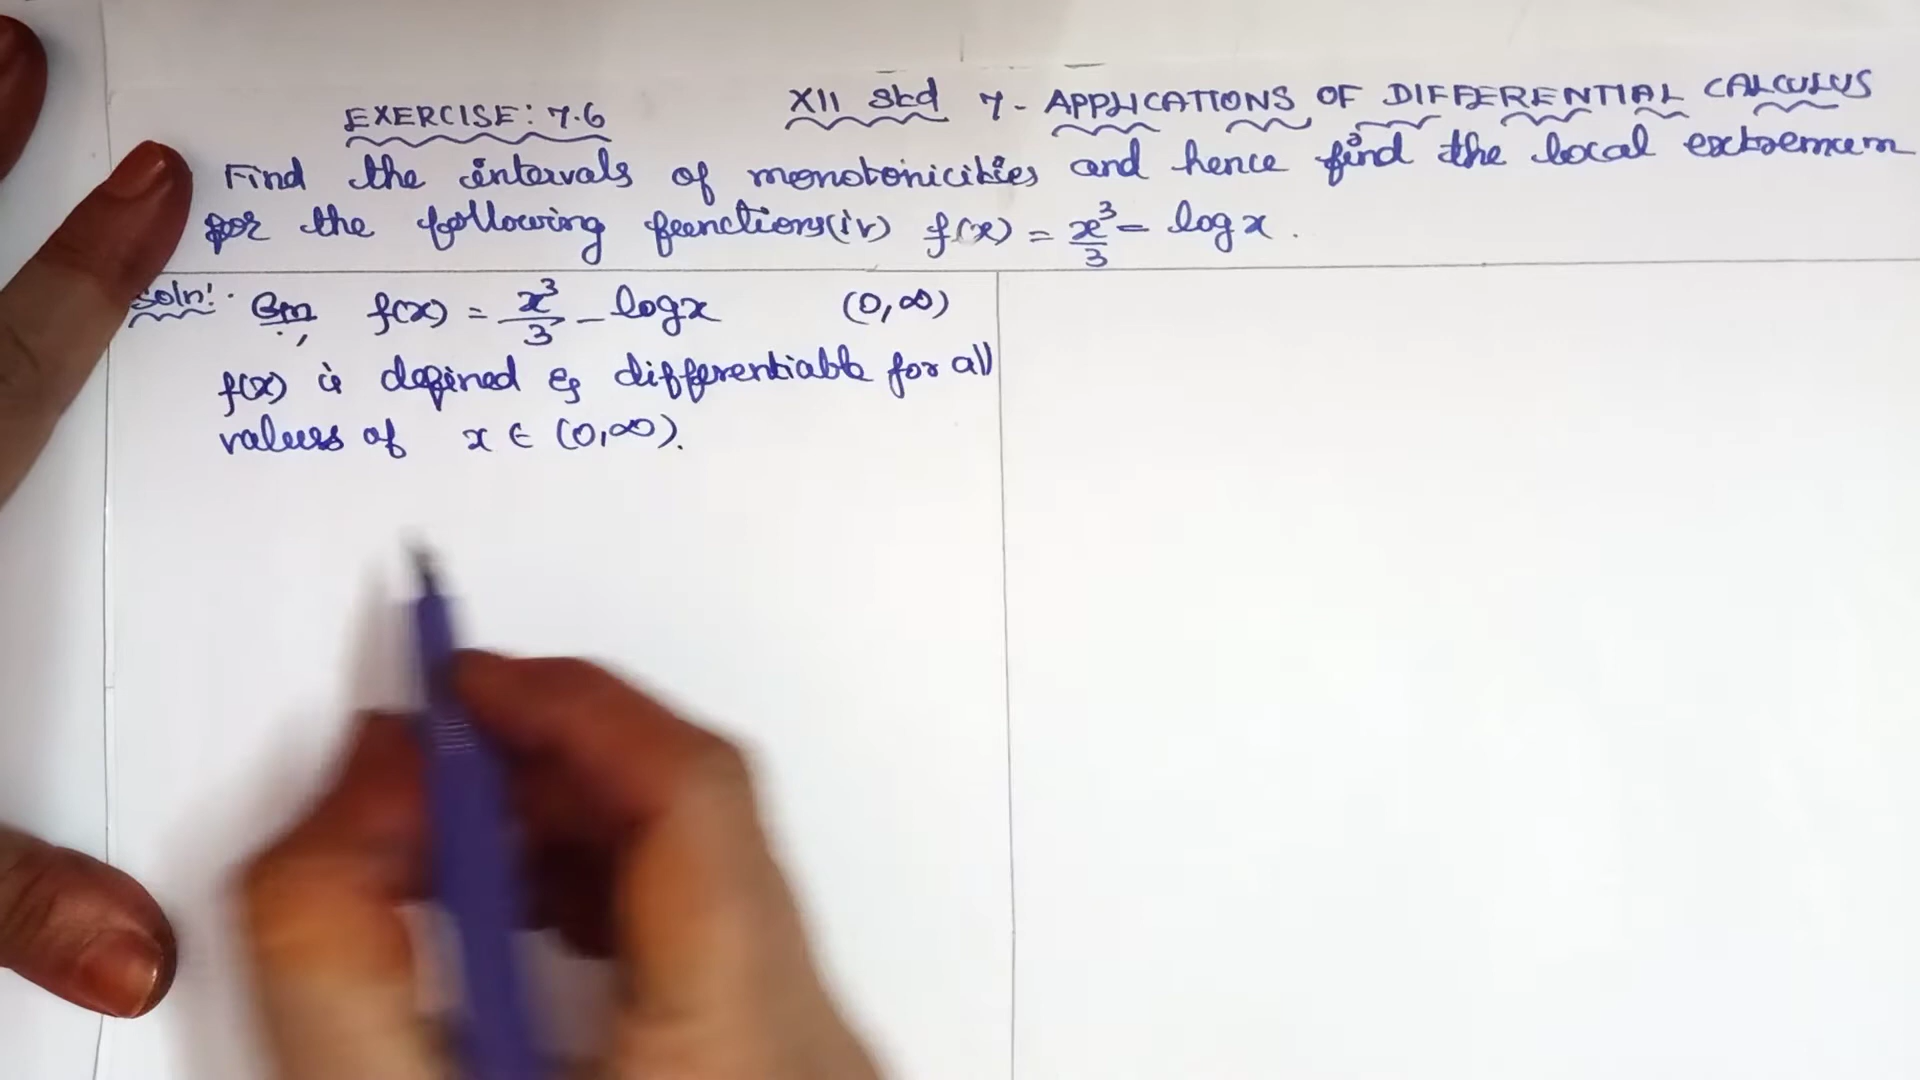 EXERCISE: 7.6 XII Std 7 - APPLICATIONS OF DIFFERENTIAL CALCULUS
Find the intervals of monotonicities and hence find the local extremum
for the following functions(iv) f(x) = x³/3 - log x .
Soln:. Gn f(x) = x³/3 - log x (0,∞)
f(x) is defined & differentiable for all
values of x ∈ (0,∞).